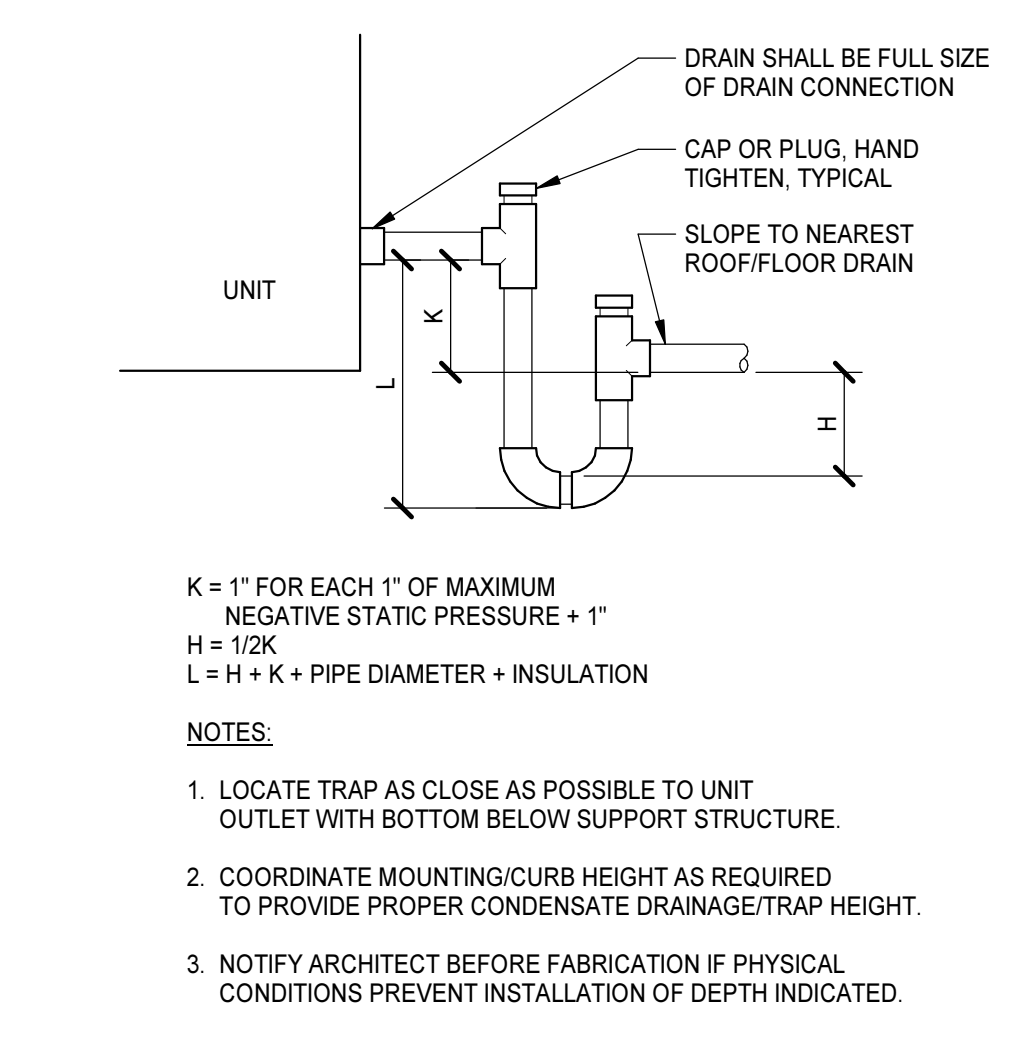 DRAIN SHALL BE FULL SIZE
OF DRAIN CONNECTION
CAP OR PLUG, HAND
TIGHTEN, TYPICAL
SLOPE TO NEAREST
ROOF/FLOOR DRAIN
UNIT
K
L
H
K = 1" FOR EACH 1" OF MAXIMUM
NEGATIVE STATIC PRESSURE + 1"
H = 1/2K
L = H + K + PIPE DIAMETER + INSULATION
NOTES:
1. LOCATE TRAP AS CLOSE AS POSSIBLE TO UNIT
OUTLET WITH BOTTOM BELOW SUPPORT STRUCTURE.
2. COORDINATE MOUNTING/CURB HEIGHT AS REQUIRED
TO PROVIDE PROPER CONDENSATE DRAINAGE/TRAP HEIGHT.
3. NOTIFY ARCHITECT BEFORE FABRICATION IF PHYSICAL
CONDITIONS PREVENT INSTALLATION OF DEPTH INDICATED.